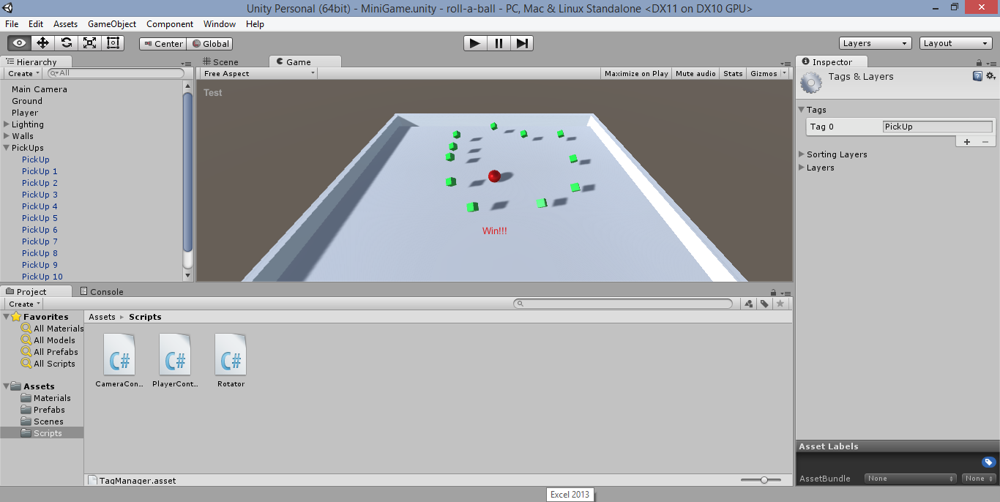 Unity Personal (64bit) - MiniGame.unity - roll-a-ball - PC, Mac & Linux Standalone <DX11 on DX10 GPU>
File Edit Assets GameObject Component Window Help
Center Global Layers Layout
Hierarchy
Create All
Main Camera
Ground
Player
Lighting
Walls
PickUps
PickUp
PickUp 1
PickUp 2
PickUp 3
PickUp 4
PickUp 5
PickUp 6
PickUp 7
PickUp 8
PickUp 9
PickUp 10
Scene Game
Free Aspect Maximize on Play Mute audio Stats Gizmos
Test
Win!!!
Inspector
Tags & Layers
Tags
Tag 0 PickUp
Sorting Layers
Layers
Project Console
Create
Favorites
All Materials
All Models
All Prefabs
All Scripts
Assets
Materials
Prefabs
Scenes
Scripts
Assets Scripts
C# C# C#
CameraCon... PlayerCont... Rotator
TagManager.asset
Asset Labels
AssetBundle None None
Excel 2013